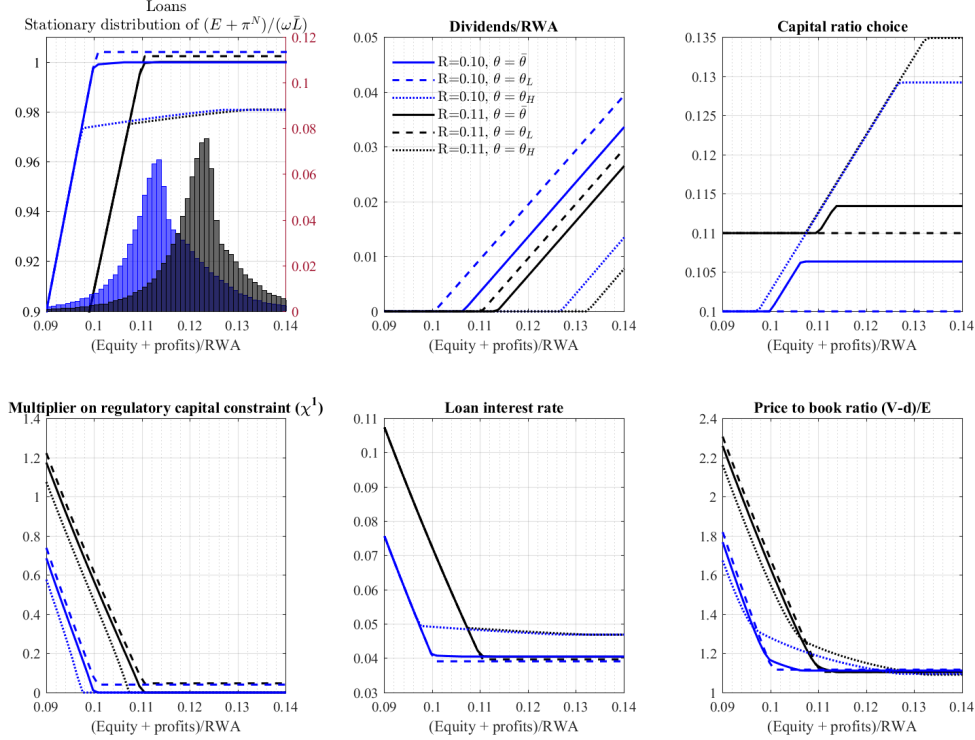 Loans
Stationary distribution of (E + π^N)/(ωL̄)
1
0.98
0.96
0.94
0.92
0.9
0.12
0.1
0.08
0.06
0.04
0.02
0
0.09 0.1 0.11 0.12 0.13 0.14
(Equity + profits)/RWA
Dividends/RWA
0.05
0.04
0.03
0.02
0.01
0
R=0.10, θ = θ̄
R=0.10, θ = θ_L
R=0.10, θ = θ_H
R=0.11, θ = θ̄
R=0.11, θ = θ_L
R=0.11, θ = θ_H
0.09 0.1 0.11 0.12 0.13 0.14
(Equity + profits)/RWA
Capital ratio choice
0.135
0.13
0.125
0.12
0.115
0.11
0.105
0.1
0.09 0.1 0.11 0.12 0.13 0.14
(Equity + profits)/RWA
Multiplier on regulatory capital constraint (χ^1)
1.4
1.2
1
0.8
0.6
0.4
0.2
0
0.09 0.1 0.11 0.12 0.13 0.14
(Equity + profits)/RWA
Loan interest rate
0.11
0.1
0.09
0.08
0.07
0.06
0.05
0.04
0.03
0.09 0.1 0.11 0.12 0.13 0.14
(Equity + profits)/RWA
Price to book ratio (V-d)/E
2.4
2.2
2
1.8
1.6
1.4
1.2
1
0.09 0.1 0.11 0.12 0.13 0.14
(Equity + profits)/RWA